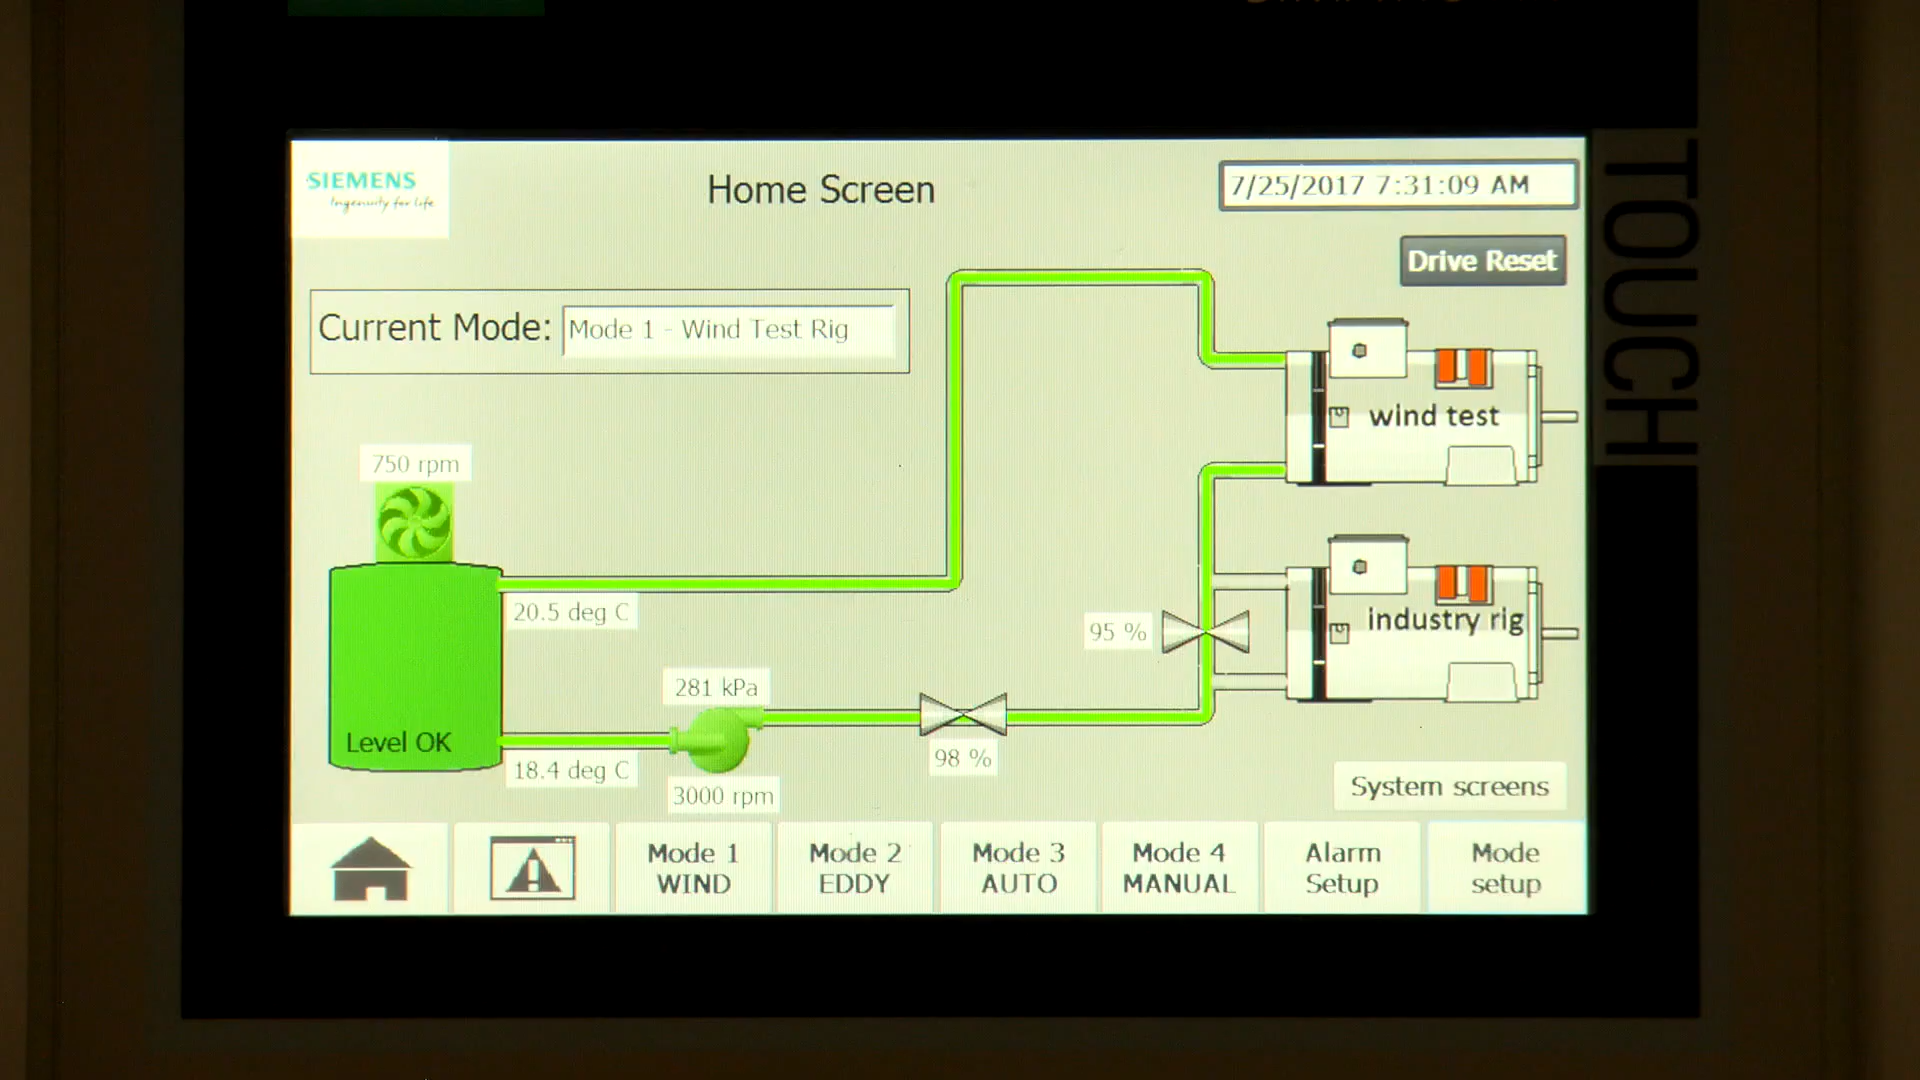 SIEMENS
Ingenuity for life
Home Screen
7/25/2017 7:31:09 AM
Drive Reset
Current Mode: Mode 1 - Wind Test Rig
TOUCH
wind test
750 rpm
20.5 deg C
95 %
industry rig
281 kPa
Level OK
18.4 deg C
98 %
3000 rpm
System screens
Mode 1
WIND
Mode 2
EDDY
Mode 3
AUTO
Mode 4
MANUAL
Alarm
Setup
Mode
setup